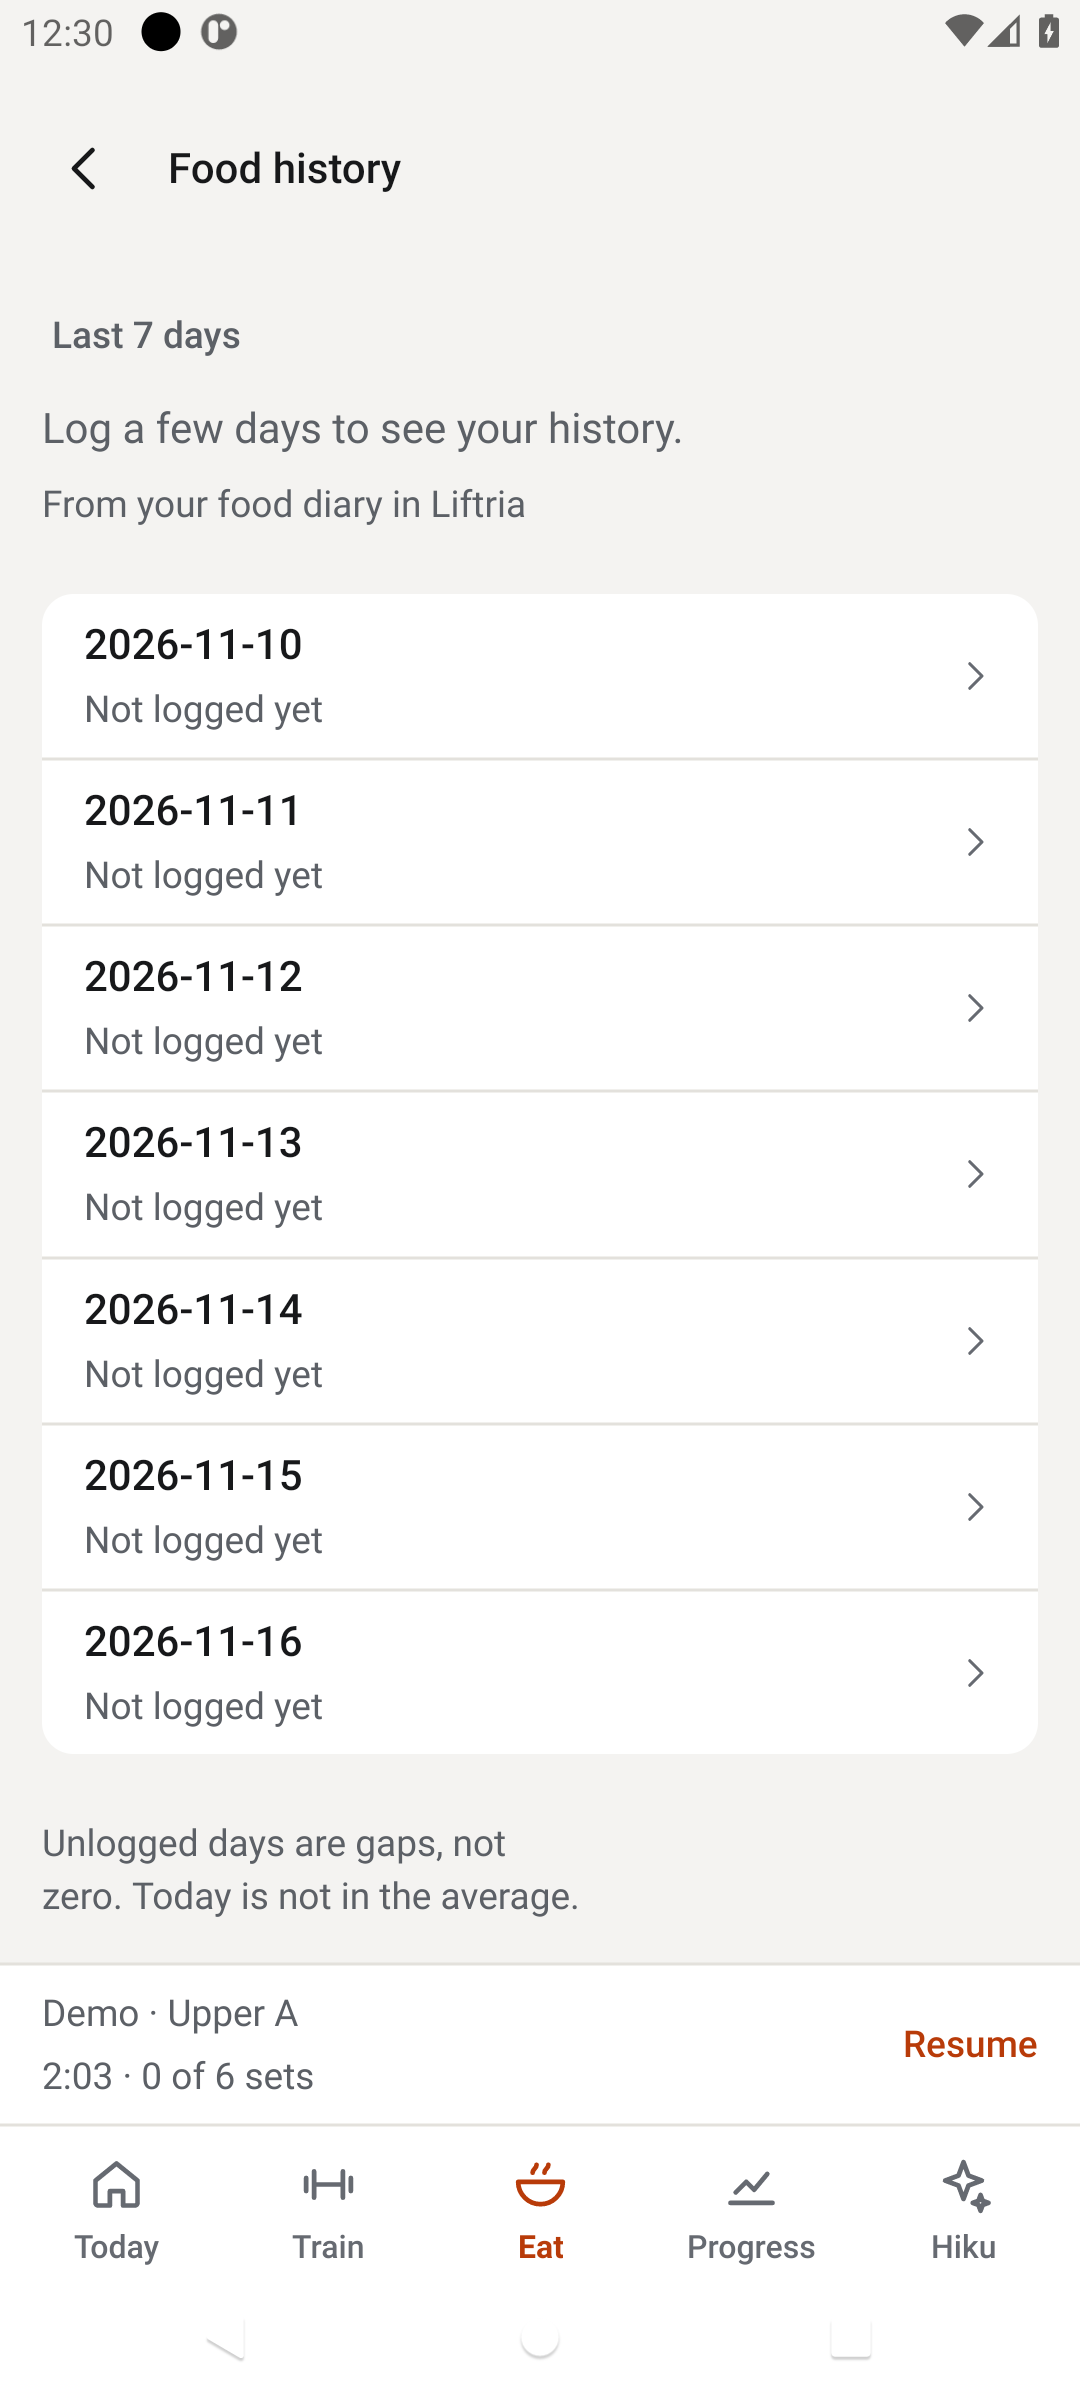 12:30
Food history
Last 7 days
Log a few days to see your history.
From your food diary in Liftria
2026-11-10
Not logged yet
2026-11-11
Not logged yet
2026-11-12
Not logged yet
2026-11-13
Not logged yet
2026-11-14
Not logged yet
2026-11-15
Not logged yet
2026-11-16
Not logged yet
Unlogged days are gaps, not
zero. Today is not in the average.
Demo · Upper A
2:03 · 0 of 6 sets
Resume
Today
Train
Eat
Progress
Hiku